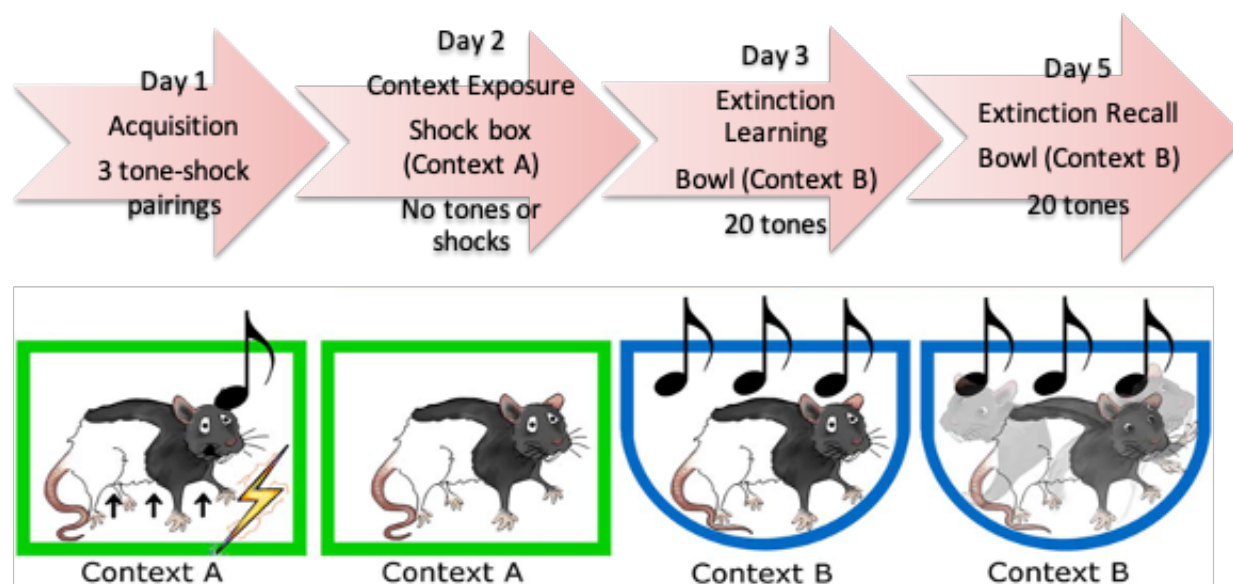 Day 1
Acquisition
3 tone-shock
pairings
Day 2
Context Exposure
Shock box
(Context A)
No tones or
shocks
Day 3
Extinction
Learning
Bowl (Context B)
20 tones
Day 5
Extinction Recall
Bowl (Context B)
20 tones
Context A
Context A
Context B
Context B